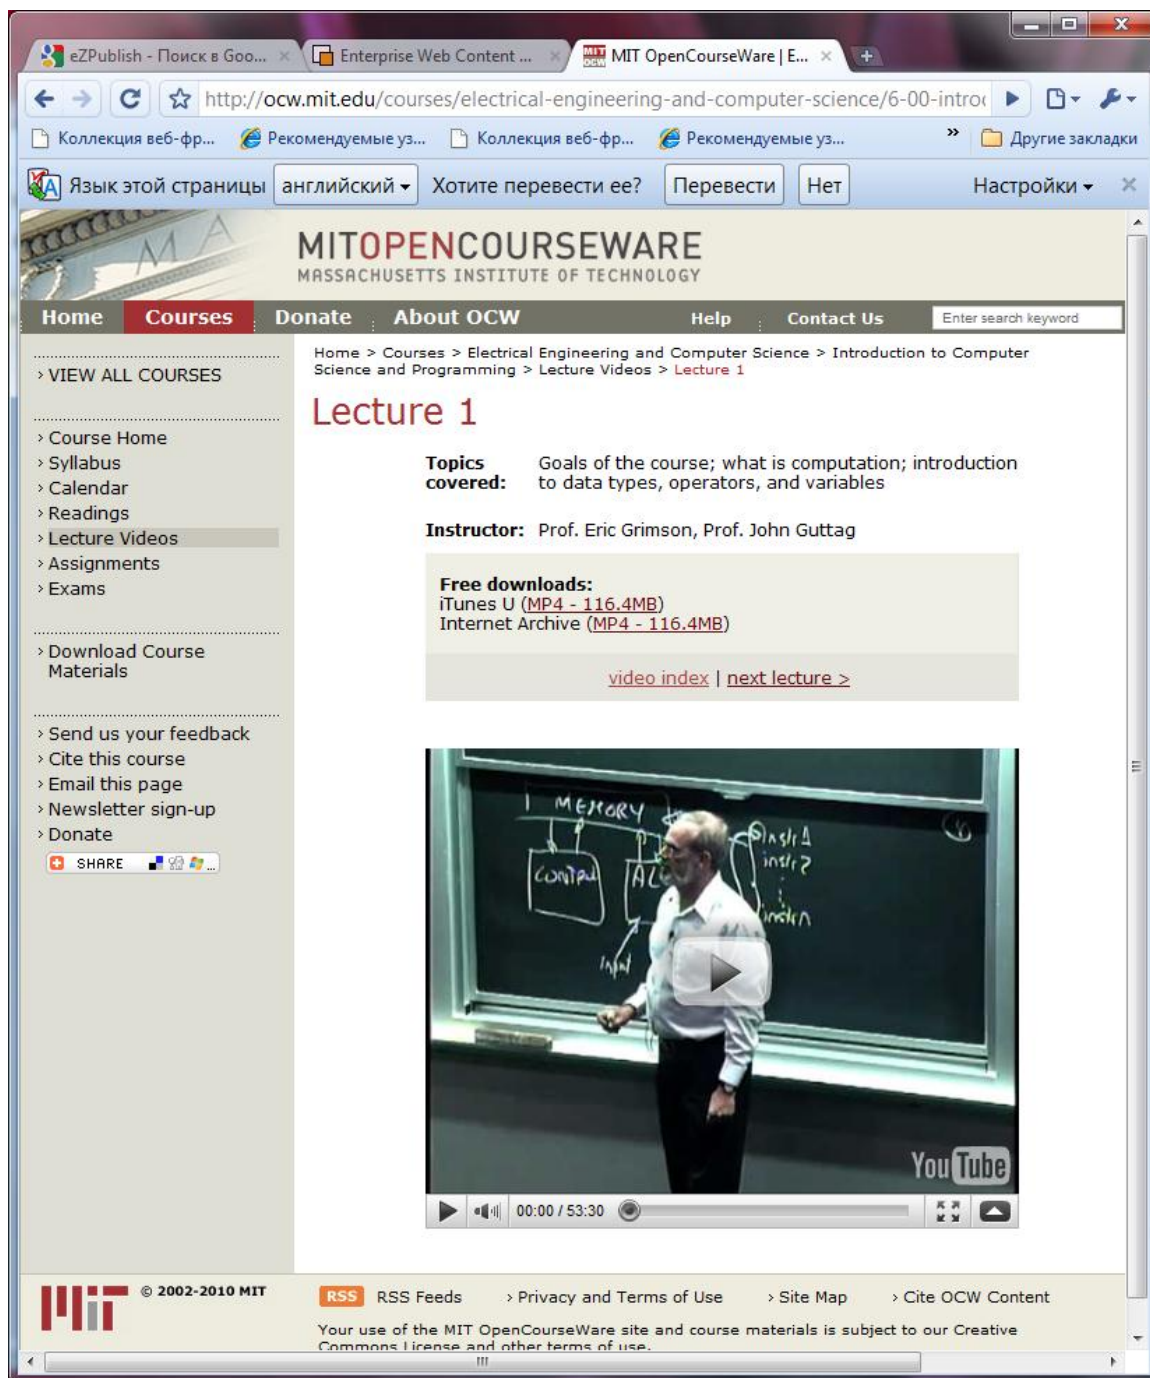 eZPublish - Поиск в Goo...
Enterprise Web Content ...
MIT OpenCourseWare | E...
http://ocw.mit.edu/courses/electrical-engineering-and-computer-science/6-00-introd
Коллекция веб-фр...
Рекомендуемые уз...
Коллекция веб-фр...
Рекомендуемые уз...
»
Другие закладки
Язык этой страницы английский Хотите перевести ее? Перевести Нет Настройки
MITOPENCOURSEWARE
MASSACHUSETTS INSTITUTE OF TECHNOLOGY
Home Courses Donate About OCW Help Contact Us Enter search keyword
› VIEW ALL COURSES
› Course Home
› Syllabus
› Calendar
› Readings
› Lecture Videos
› Assignments
› Exams
› Download Course
Materials
› Send us your feedback
› Cite this course
› Email this page
› Newsletter sign-up
› Donate
SHARE ...
Home > Courses > Electrical Engineering and Computer Science > Introduction to Computer
Science and Programming > Lecture Videos > Lecture 1
Lecture 1
Topics covered: Goals of the course; what is computation; introduction
to data types, operators, and variables
Instructor: Prof. Eric Grimson, Prof. John Guttag
Free downloads:
iTunes U (MP4 - 116.4MB)
Internet Archive (MP4 - 116.4MB)
video index | next lecture >
MEMORY
CONTROL
AL
input
instr 1
instr 2
instr n
YouTube
00:00 / 53:30
MIT
© 2002-2010 MIT
RSS RSS Feeds › Privacy and Terms of Use › Site Map › Cite OCW Content
Your use of the MIT OpenCourseWare site and course materials is subject to our Creative
Commons License and other terms of use.